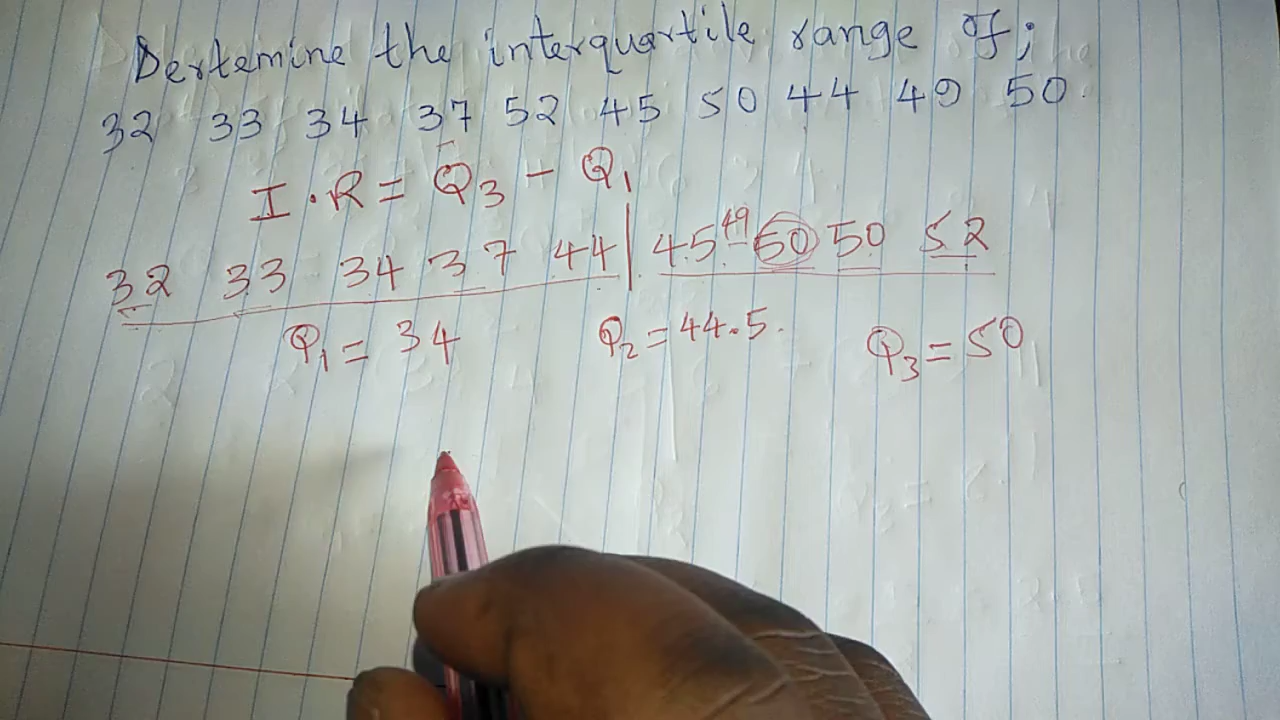 Dertemine the interquartile range of;
32 33 34 37 52 45 50 44 49 50.
I.R = Q3 - Q1
32 33 34 37 44 | 45 49 50 50 52
Q1 = 34 Q2 = 44.5. Q3 = 50